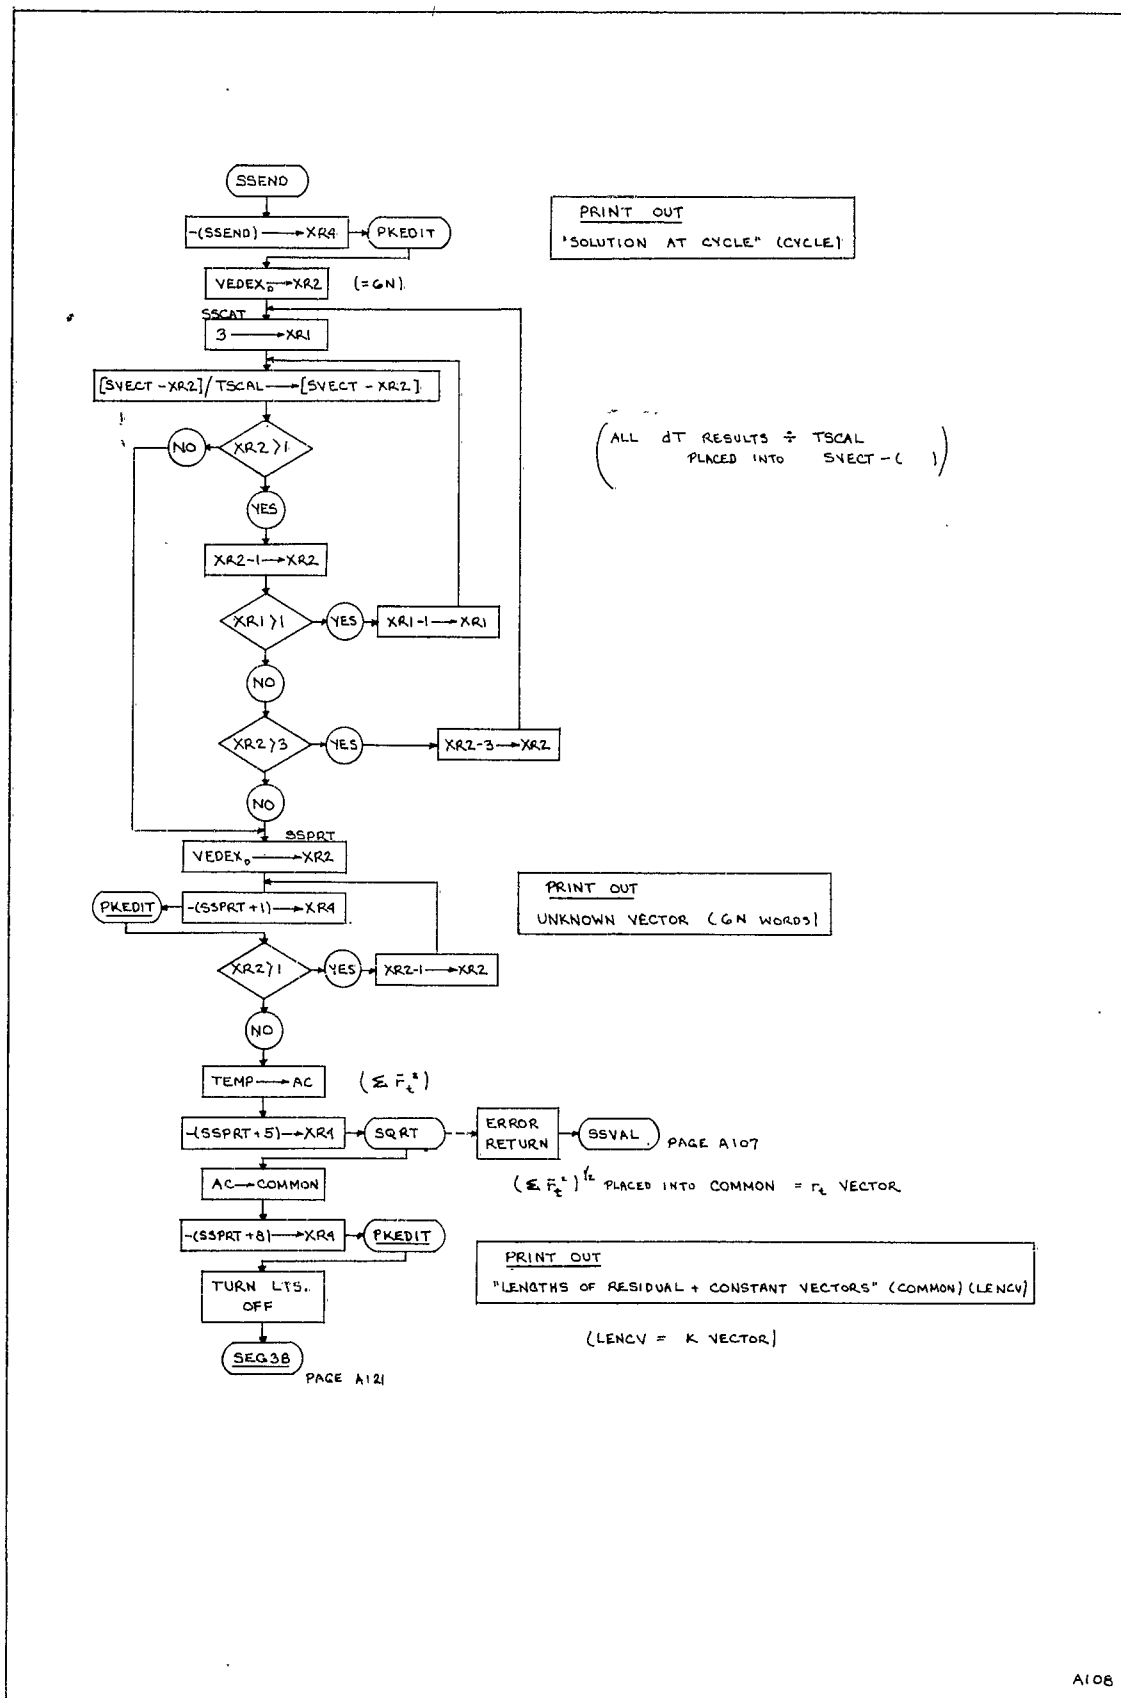 SSEND
-(SSEND)→XR4
PKEDIT
PRINT OUT
"SOLUTION AT CYCLE" (CYCLE)
VEDEX₀→XR2 (=6N)
SSCAT
3→XR1
[SVECT-XR2]/TSCAL→[SVECT-XR2]
(ALL dT RESULTS ÷ TSCAL
PLACED INTO SVECT-( ))
NO
XR2>1
YES
XR2-1→XR2
XR1>1
YES
XR1-1→XR1
NO
XR2>3
YES
XR2-3→XR2
NO
SSPRT
VEDEX₀→XR2
PRINT OUT
UNKNOWN VECTOR (6N WORDS)
PKEDIT
-(SSPRT+1)→XR4
XR2>1
YES
XR2-1→XR2
NO
TEMP→AC
(Σ r̄ₜ²)
-(SSPRT+5)→XR4
SQRT
ERROR
RETURN
SSVAL
PAGE A107
AC→COMMON
(Σ r̄ₜ²)^1/2 PLACED INTO COMMON = rₜ VECTOR
-(SSPRT+8)→XR4
PKEDIT
PRINT OUT
"LENGTHS OF RESIDUAL + CONSTANT VECTORS" (COMMON) (LENCV)
TURN LTS.
OFF
(LENCV = K VECTOR)
SEG3B
PAGE A121
A108